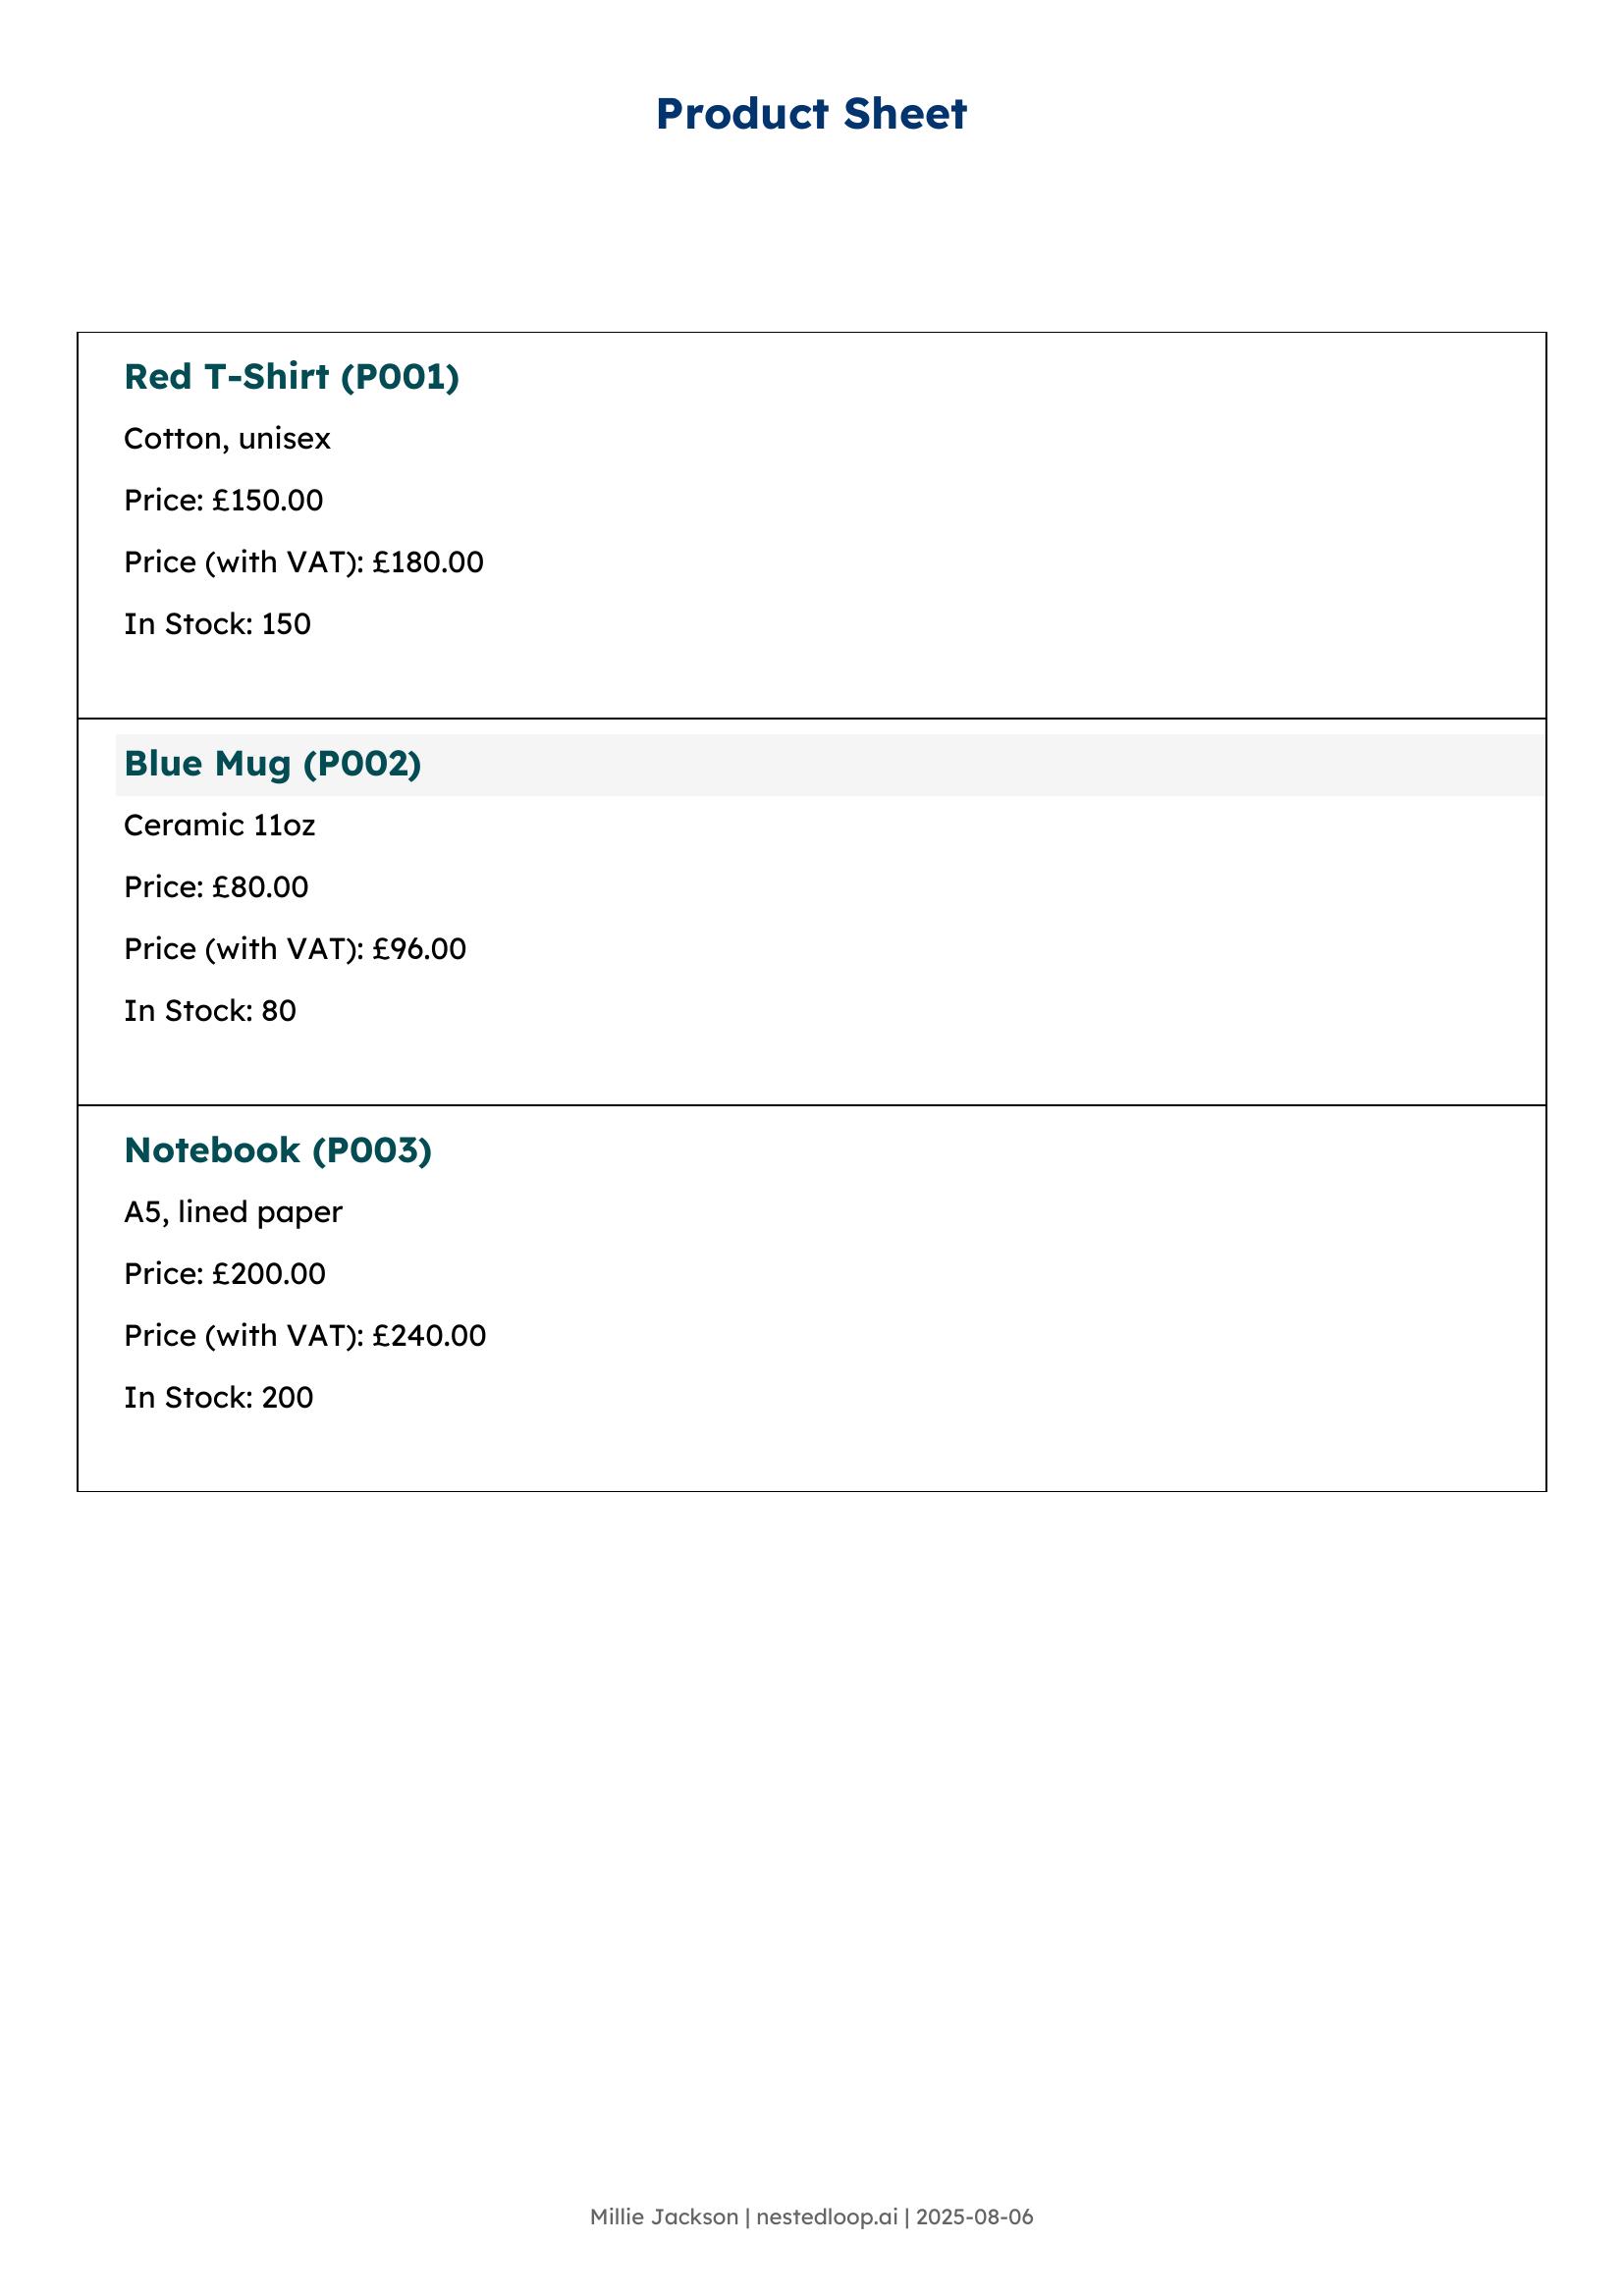 Product Sheet
Red T-Shirt (P001)
Cotton, unisex
Price: £150.00
Price (with VAT): £180.00
In Stock: 150
Blue Mug (P002)
Ceramic 11oz
Price: £80.00
Price (with VAT): £96.00
In Stock: 80
Notebook (P003)
A5, lined paper
Price: £200.00
Price (with VAT): £240.00
In Stock: 200
Millie Jackson | nestedloop.ai | 2025-08-06